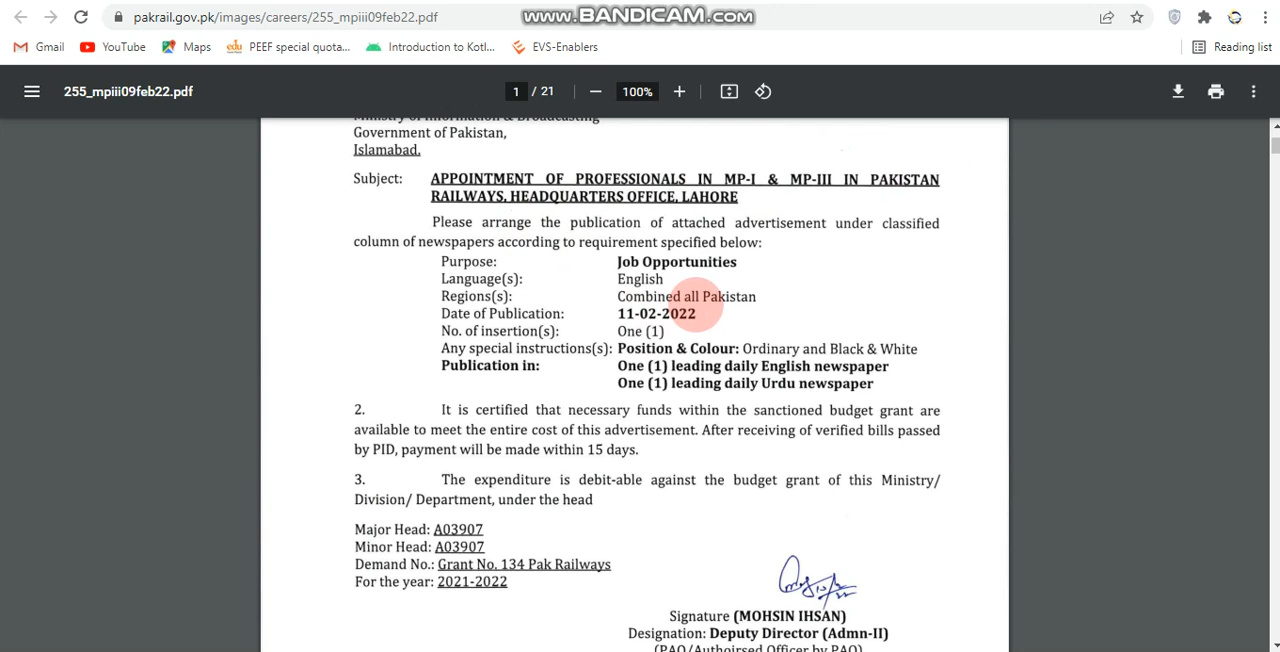 pakrail.gov.pk/images/careers/255_mpiii09feb22.pdf
www.BANDICAM.com
Gmail
YouTube
Maps
PEEF special quota...
Introduction to Kotl...
EVS-Enablers
Reading list
255_mpiii09feb22.pdf
1 / 21
100%
Ministry of Information & Broadcasting
Government of Pakistan,
Islamabad.
Subject: APPOINTMENT OF PROFESSIONALS IN MP-I & MP-III IN PAKISTAN
RAILWAYS, HEADQUARTERS OFFICE, LAHORE
Please arrange the publication of attached advertisement under classified
column of newspapers according to requirement specified below:
Purpose: Job Opportunities
Language(s): English
Regions(s): Combined all Pakistan
Date of Publication: 11-02-2022
No. of insertion(s): One (1)
Any special instructions(s): Position & Colour: Ordinary and Black & White
Publication in: One (1) leading daily English newspaper
One (1) leading daily Urdu newspaper
2. It is certified that necessary funds within the sanctioned budget grant are
available to meet the entire cost of this advertisement. After receiving of verified bills passed
by PID, payment will be made within 15 days.
3. The expenditure is debit-able against the budget grant of this Ministry/
Division/ Department, under the head
Major Head: A03907
Minor Head: A03907
Demand No.: Grant No. 134 Pak Railways
For the year: 2021-2022
Signature (MOHSIN IHSAN)
Designation: Deputy Director (Admn-II)
(PAO/Authoirsed Officer by PAO)